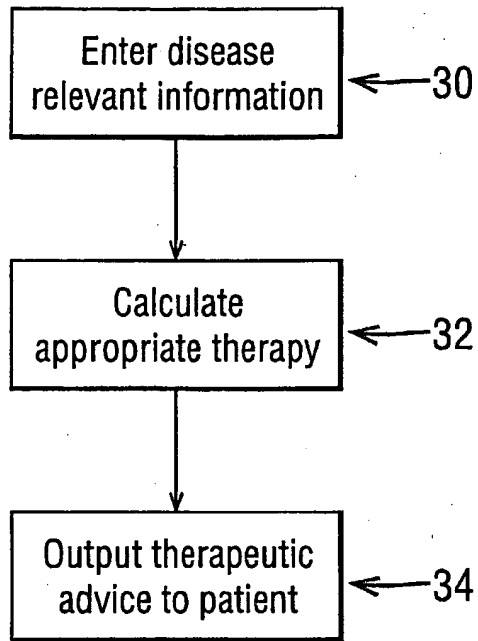 Enter disease
relevant information
30
Calculate
appropriate therapy
32
Output therapeutic
advice to patient
34